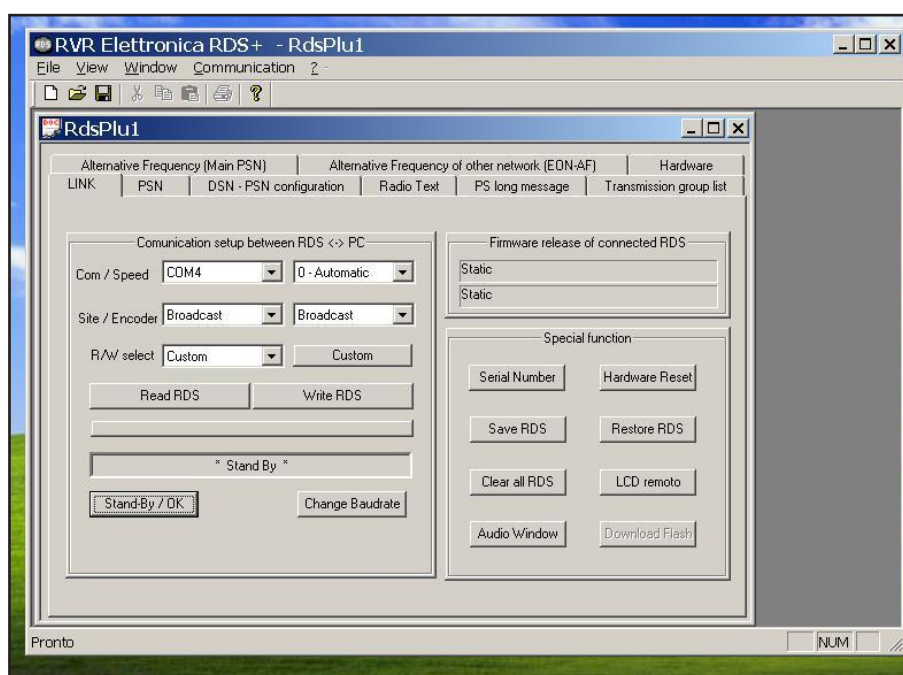 RDS RVR Elettronica RDS+ - RdsPlu1
File View Window Communication ?
RdsPlu1
Alternative Frequency (Main PSN) Alternative Frequency of other network (EON-AF) Hardware
LINK PSN DSN - PSN configuration Radio Text PS long message Transmission group list
Comunication setup between RDS <-> PC
Com / Speed COM4 0 - Automatic
Site / Encoder Broadcast Broadcast
R/W select Custom Custom
Read RDS Write RDS
* Stand By *
Stand-By / OK Change Baudrate
Firmware release of connected RDS
Static
Static
Special function
Serial Number Hardware Reset
Save RDS Restore RDS
Clear all RDS LCD remoto
Audio Window Download Flash
Pronto NUM